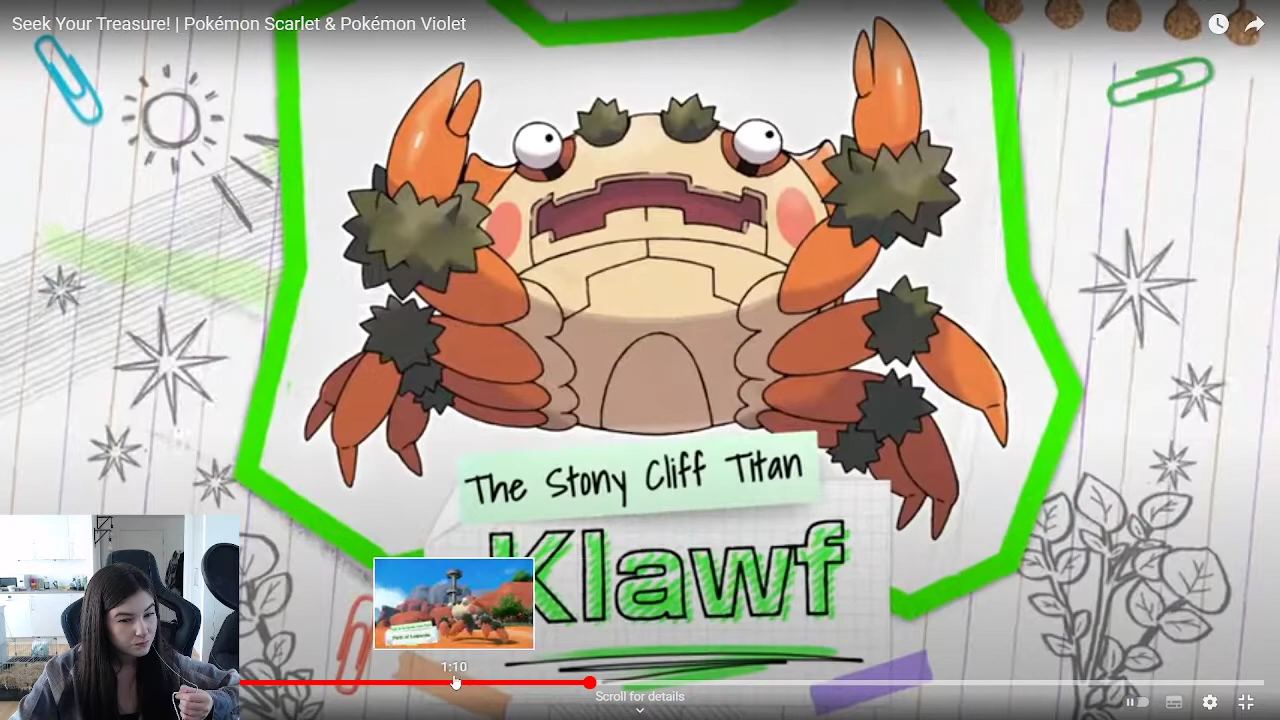 Seek Your Treasure! | Pokémon Scarlet & Pokémon Violet
The Stony Cliff Titan
Klawf
1:10
Scroll for details